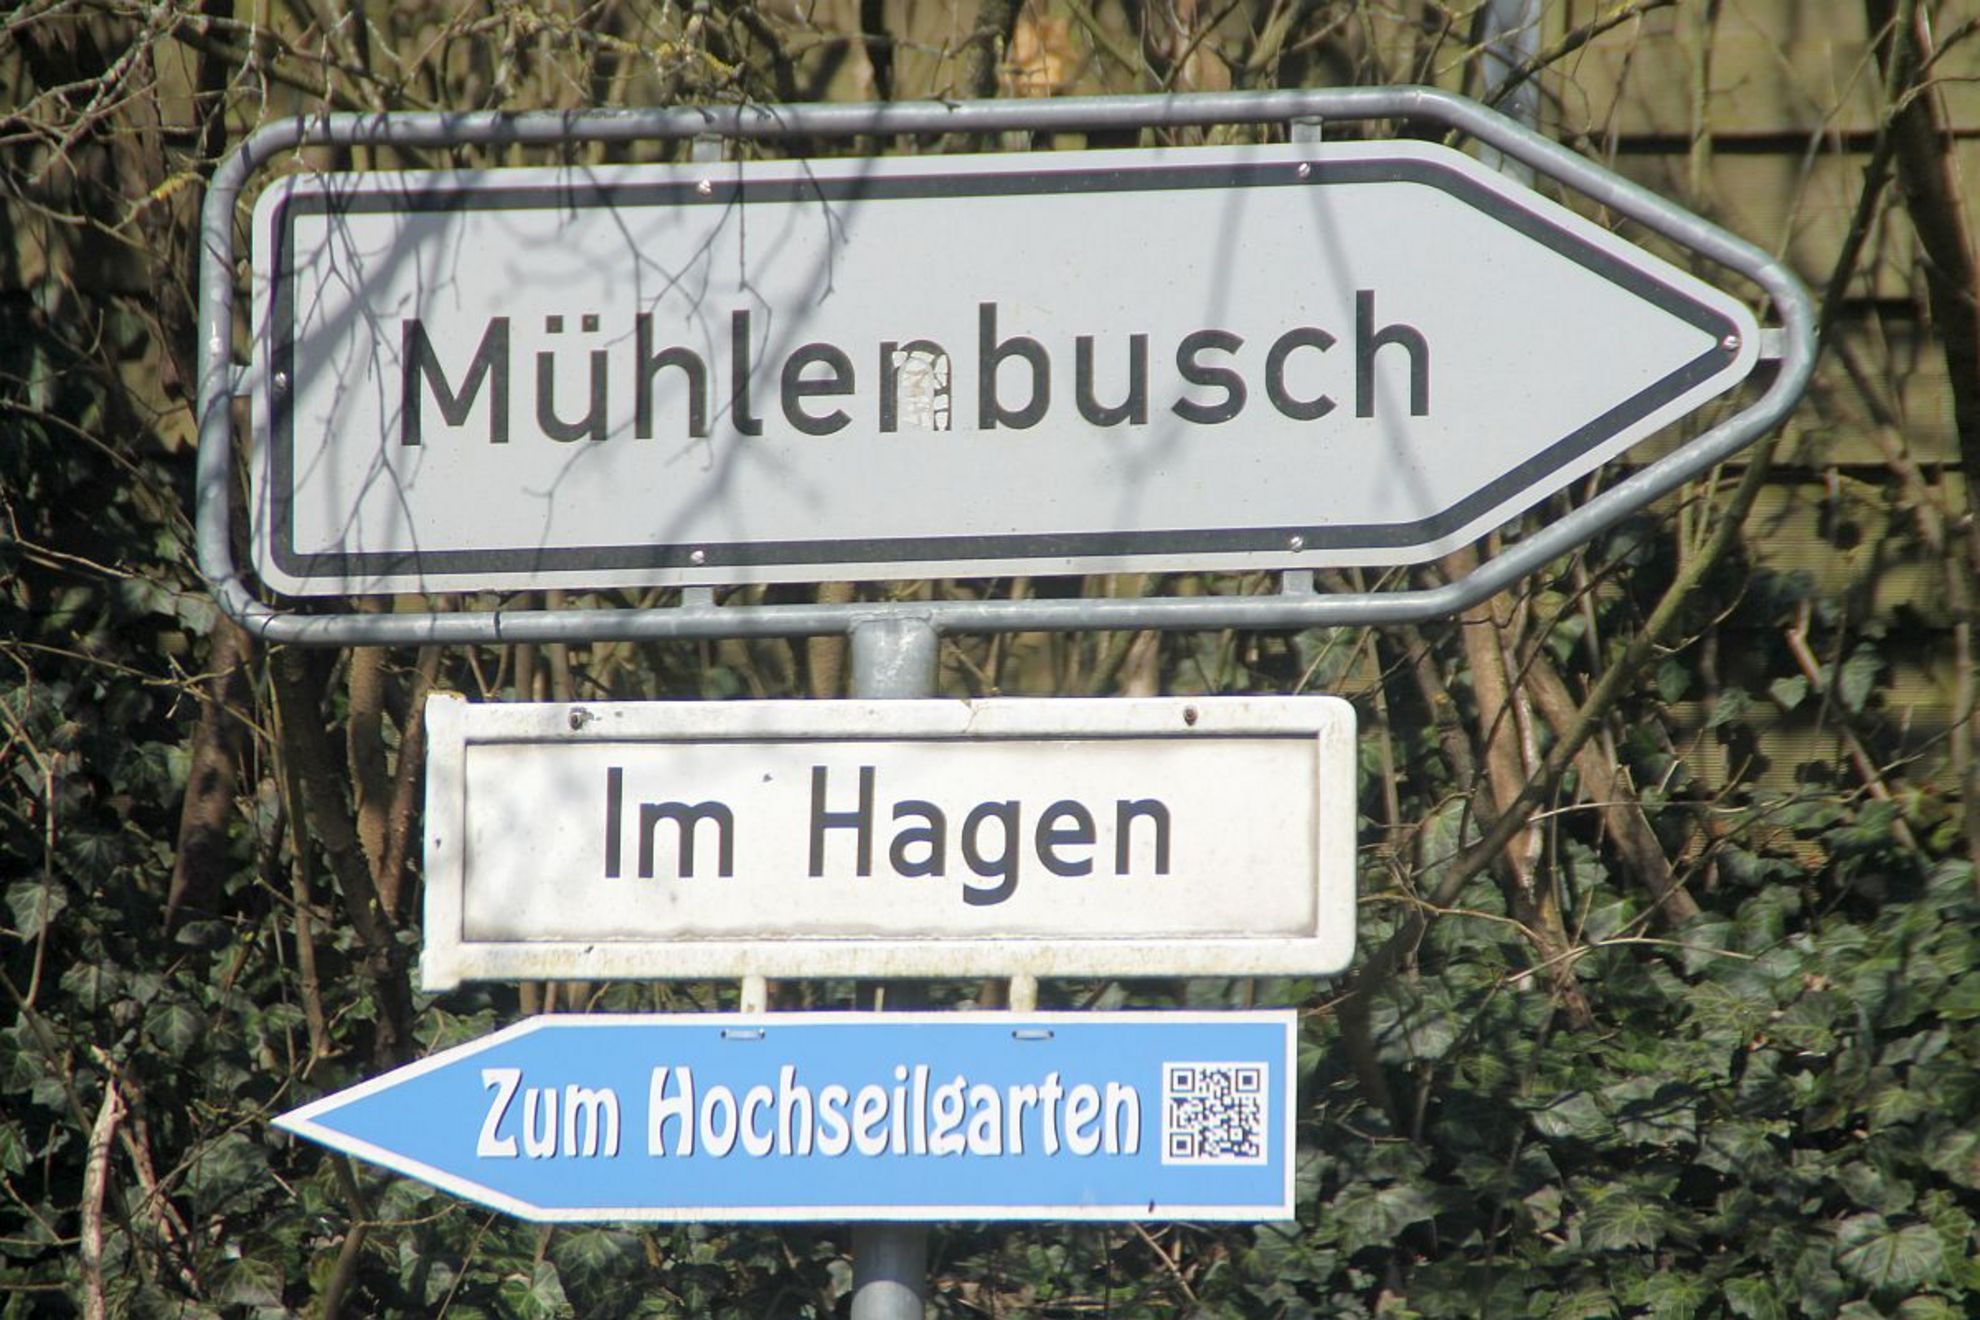 Mühlenbusch
Im Hagen
Zum Hochseilgarten